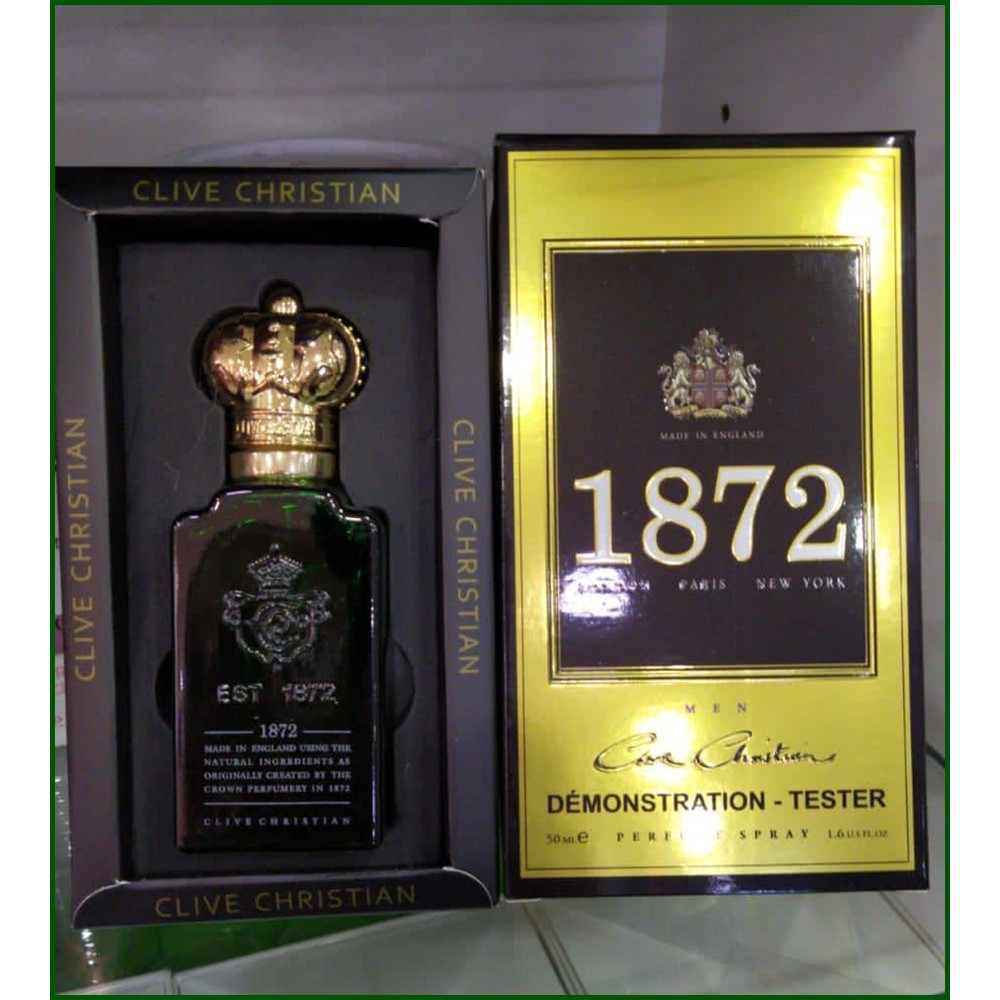 CLIVE CHRISTIAN
CLIVE CHRISTIAN
CLIVE CHRISTIAN
EST 1872
1872
MADE IN ENGLAND USING THE
NATURAL INGREDIENTS AS
ORIGINALLY CREATED BY THE
CROWN PERFUMERY IN 1872
CLIVE CHRISTIAN
CLIVE CHRISTIAN
MADE IN ENGLAND
1872
PARIS NEW YORK
MEN
Clive Christian
DÉMONSTRATION - TESTER
50 ML e PERFUME SPRAY 1.6 U.S FL.OZ